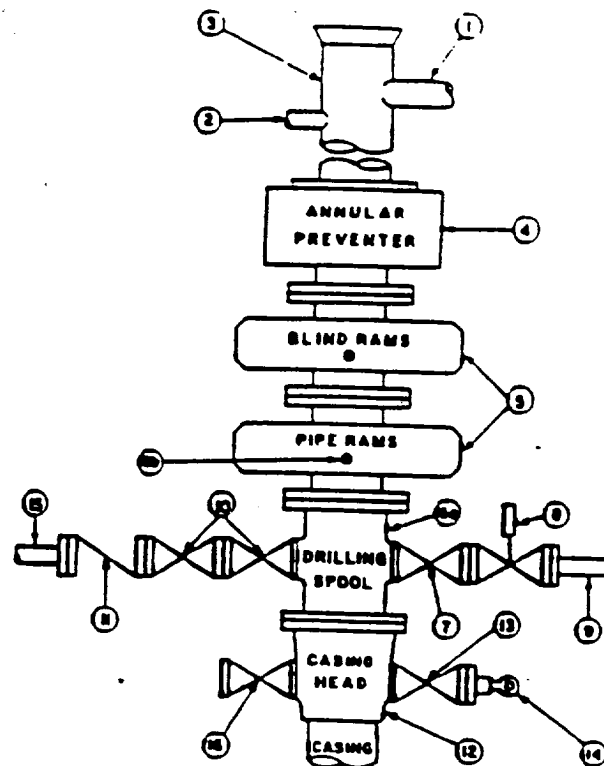 3
1
2
ANNULAR
PREVENTER
4
BLIND RAMS
5
PIPE RAMS
15
10
8
DRILLING
SPOOL
11
7
13
9
CASING
HEAD
16
12
14
CASING